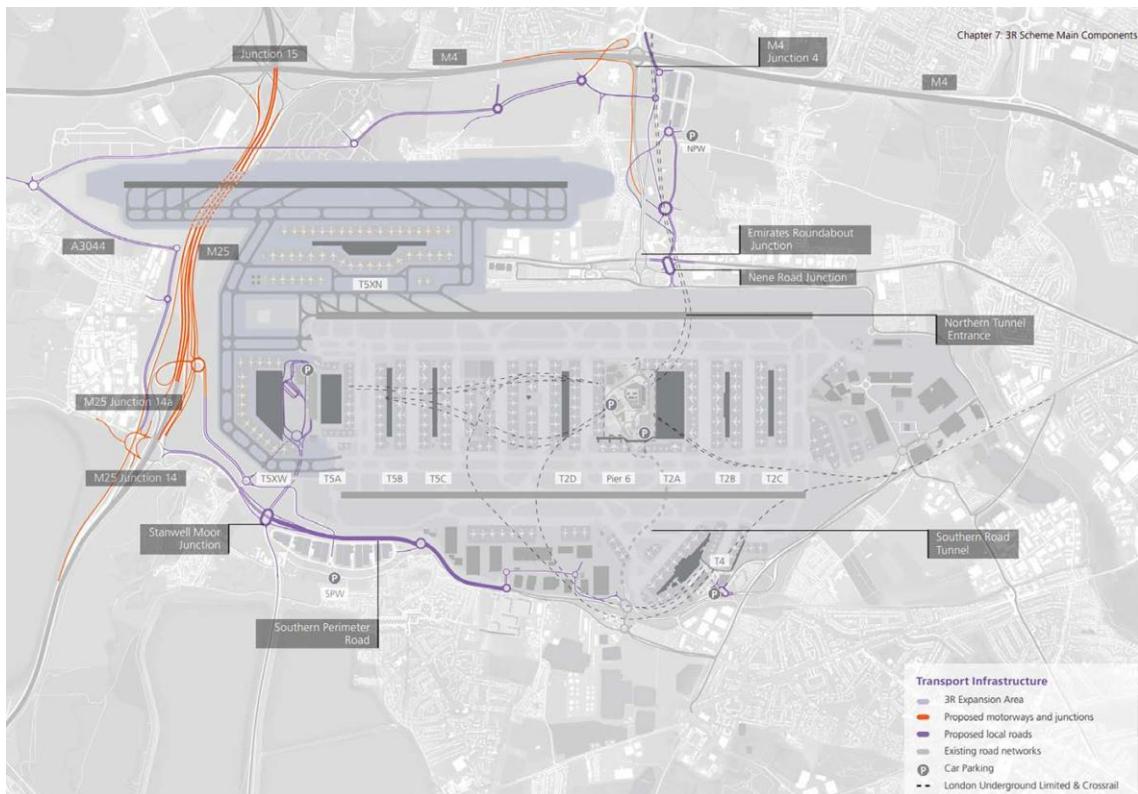 Chapter 7: 3R Scheme Main Components
Junction 15
M4
M4
Junction 4
M4
P
NPW
A3044
M25
Emirates Roundabout
Junction
Nene Road Junction
T5XN
Northern Tunnel
Entrance
P
M25 Junction 14a
P
P
M25 Junction 14
T5XW
T5A
T5B
T5C
T2D
Pier 6
T2A
T2B
T2C
Stanwell Moor
Junction
Southern Road
Tunnel
T4
P
P
SPW
Southern Perimeter
Road
Transport Infrastructure
3R Expansion Area
Proposed motorways and junctions
Proposed local roads
Existing road networks
P
Car Parking
London Underground Limited & Crossrail